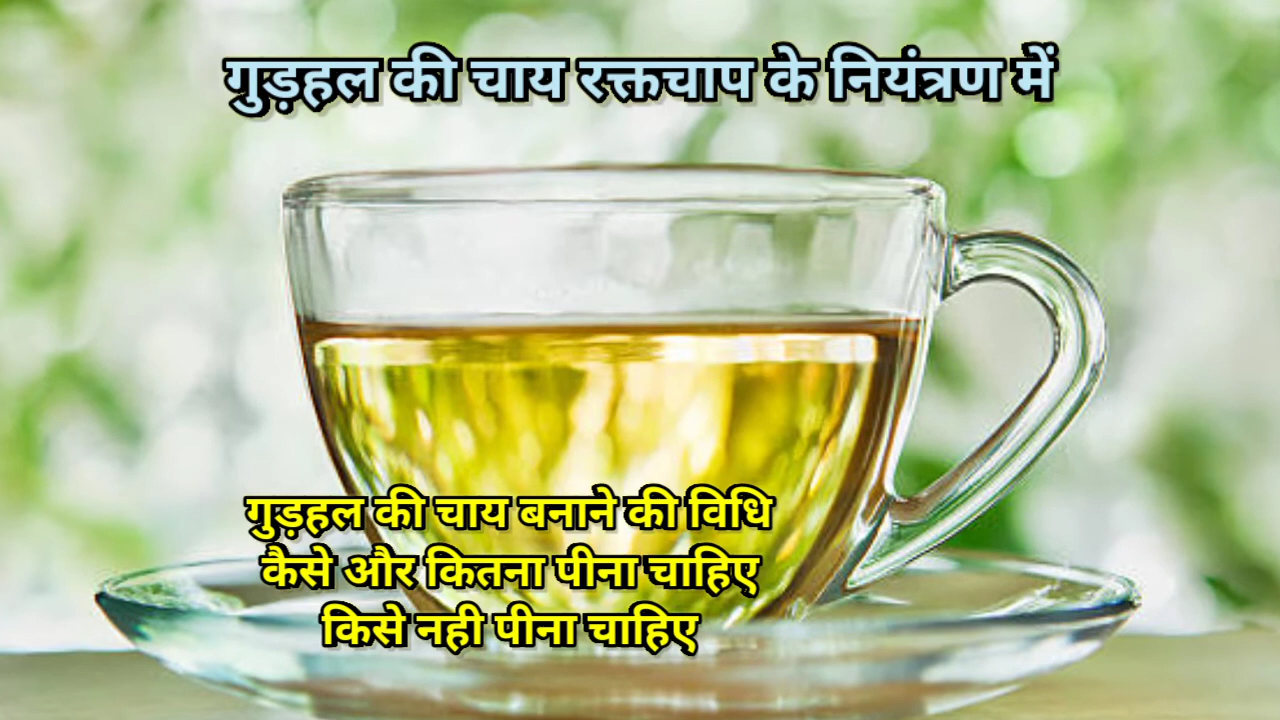 गुड़हल की चाय रक्तचाप के नियंत्रण में
गुड़हल की चाय बनाने की विधि
कैसे और कितना पीना चाहिए
किसे नही पीना चाहिए